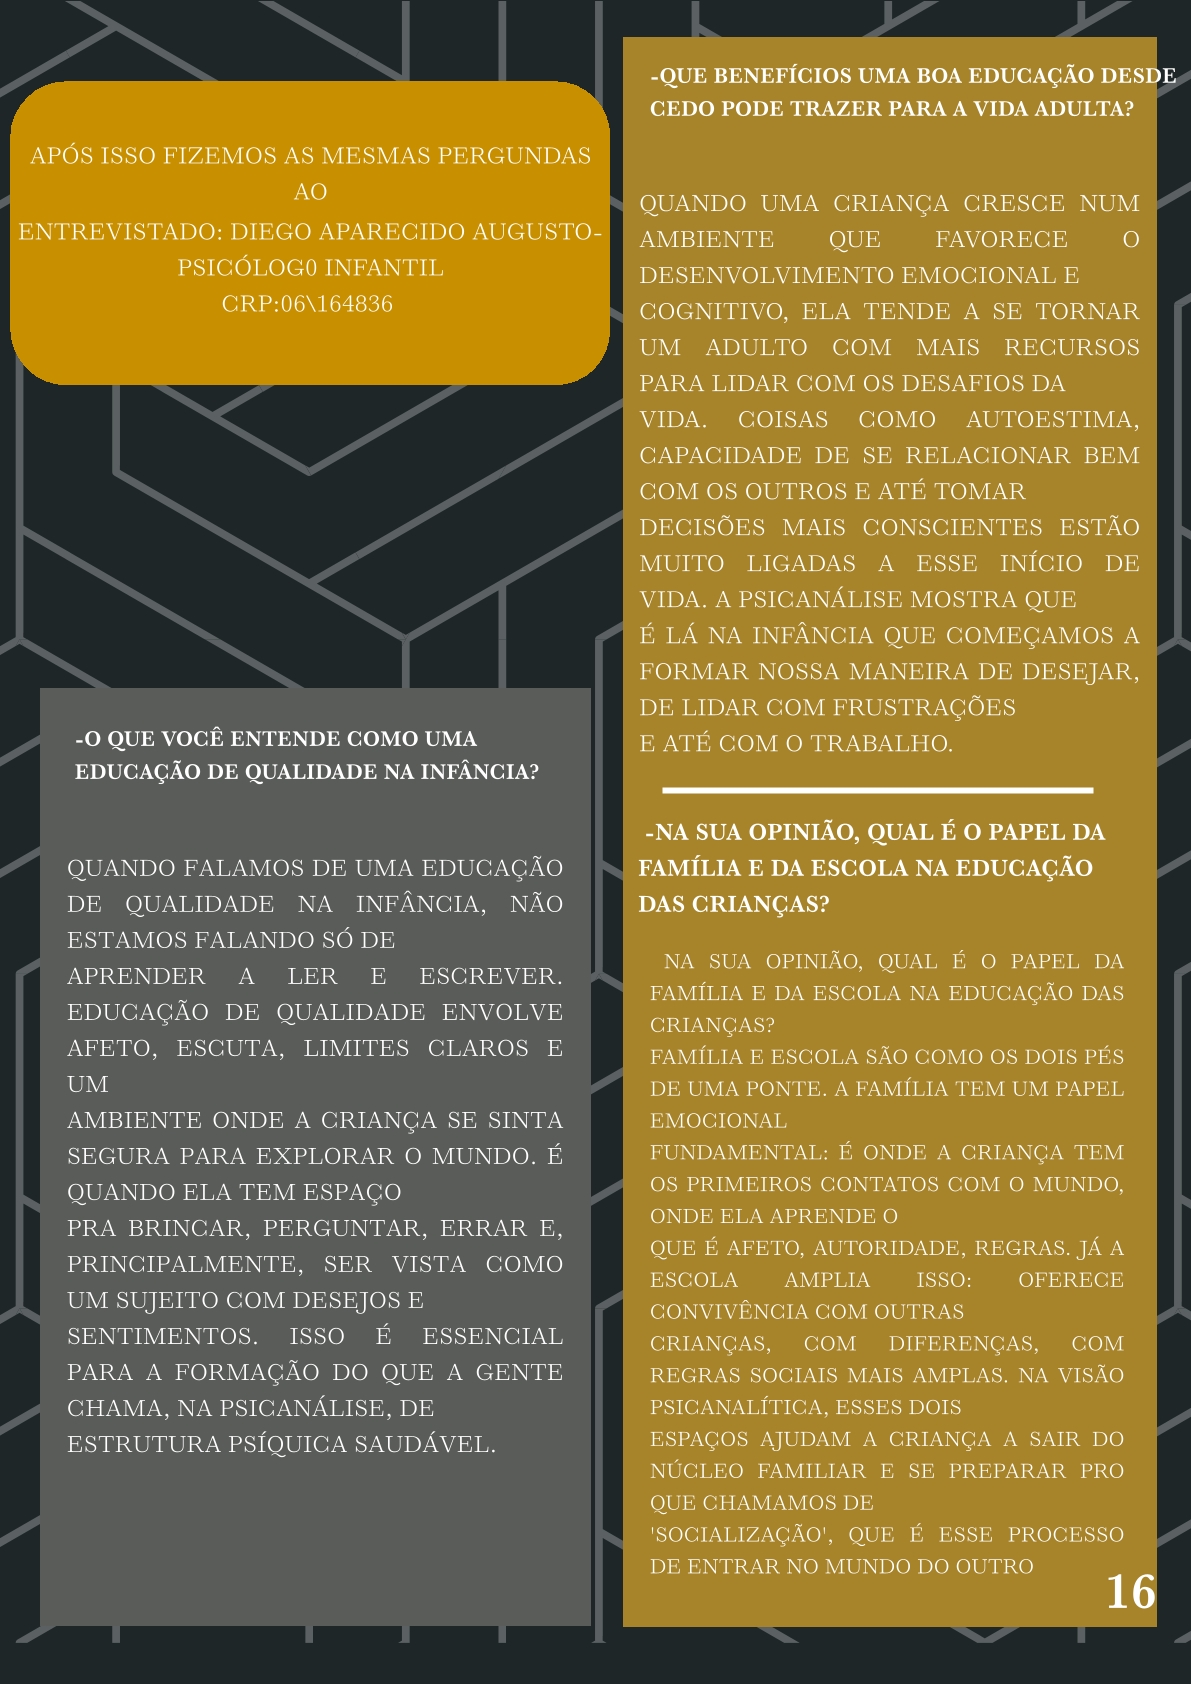 APÓS ISSO FIZEMOS AS MESMAS PERGUNDAS
AO
ENTREVISTADO: DIEGO APARECIDO AUGUSTO-
PSICÓLOG0 INFANTIL
CRP:06\164836
-O QUE VOCÊ ENTENDE COMO UMA
EDUCAÇÃO DE QUALIDADE NA INFÂNCIA?
QUANDO FALAMOS DE UMA EDUCAÇÃO
DE QUALIDADE NA INFÂNCIA, NÃO
ESTAMOS FALANDO SÓ DE
APRENDER A LER E ESCREVER.
EDUCAÇÃO DE QUALIDADE ENVOLVE
AFETO, ESCUTA, LIMITES CLAROS E
UM
AMBIENTE ONDE A CRIANÇA SE SINTA
SEGURA PARA EXPLORAR O MUNDO. É
QUANDO ELA TEM ESPAÇO
PRA BRINCAR, PERGUNTAR, ERRAR E,
PRINCIPALMENTE, SER VISTA COMO
UM SUJEITO COM DESEJOS E
SENTIMENTOS. ISSO É ESSENCIAL
PARA A FORMAÇÃO DO QUE A GENTE
CHAMA, NA PSICANÁLISE, DE
ESTRUTURA PSÍQUICA SAUDÁVEL.
-QUE BENEFÍCIOS UMA BOA EDUCAÇÃO DESDE
CEDO PODE TRAZER PARA A VIDA ADULTA?
QUANDO UMA CRIANÇA CRESCE NUM
AMBIENTE QUE FAVORECE O
DESENVOLVIMENTO EMOCIONAL E
COGNITIVO, ELA TENDE A SE TORNAR
UM ADULTO COM MAIS RECURSOS
PARA LIDAR COM OS DESAFIOS DA
VIDA. COISAS COMO AUTOESTIMA,
CAPACIDADE DE SE RELACIONAR BEM
COM OS OUTROS E ATÉ TOMAR
DECISÕES MAIS CONSCIENTES ESTÃO
MUITO LIGADAS A ESSE INÍCIO DE
VIDA. A PSICANÁLISE MOSTRA QUE
É LÁ NA INFÂNCIA QUE COMEÇAMOS A
FORMAR NOSSA MANEIRA DE DESEJAR,
DE LIDAR COM FRUSTRAÇÕES
E ATÉ COM O TRABALHO.
-NA SUA OPINIÃO, QUAL É O PAPEL DA
FAMÍLIA E DA ESCOLA NA EDUCAÇÃO
DAS CRIANÇAS?
NA SUA OPINIÃO, QUAL É O PAPEL DA
FAMÍLIA E DA ESCOLA NA EDUCAÇÃO DAS
CRIANÇAS?
FAMÍLIA E ESCOLA SÃO COMO OS DOIS PÉS
DE UMA PONTE. A FAMÍLIA TEM UM PAPEL
EMOCIONAL
FUNDAMENTAL: É ONDE A CRIANÇA TEM
OS PRIMEIROS CONTATOS COM O MUNDO,
ONDE ELA APRENDE O
QUE É AFETO, AUTORIDADE, REGRAS. JÁ A
ESCOLA AMPLIA ISSO: OFERECE
CONVIVÊNCIA COM OUTRAS
CRIANÇAS, COM DIFERENÇAS, COM
REGRAS SOCIAIS MAIS AMPLAS. NA VISÃO
PSICANALÍTICA, ESSES DOIS
ESPAÇOS AJUDAM A CRIANÇA A SAIR DO
NÚCLEO FAMILIAR E SE PREPARAR PRO
QUE CHAMAMOS DE
'SOCIALIZAÇÃO', QUE É ESSE PROCESSO
DE ENTRAR NO MUNDO DO OUTRO
16